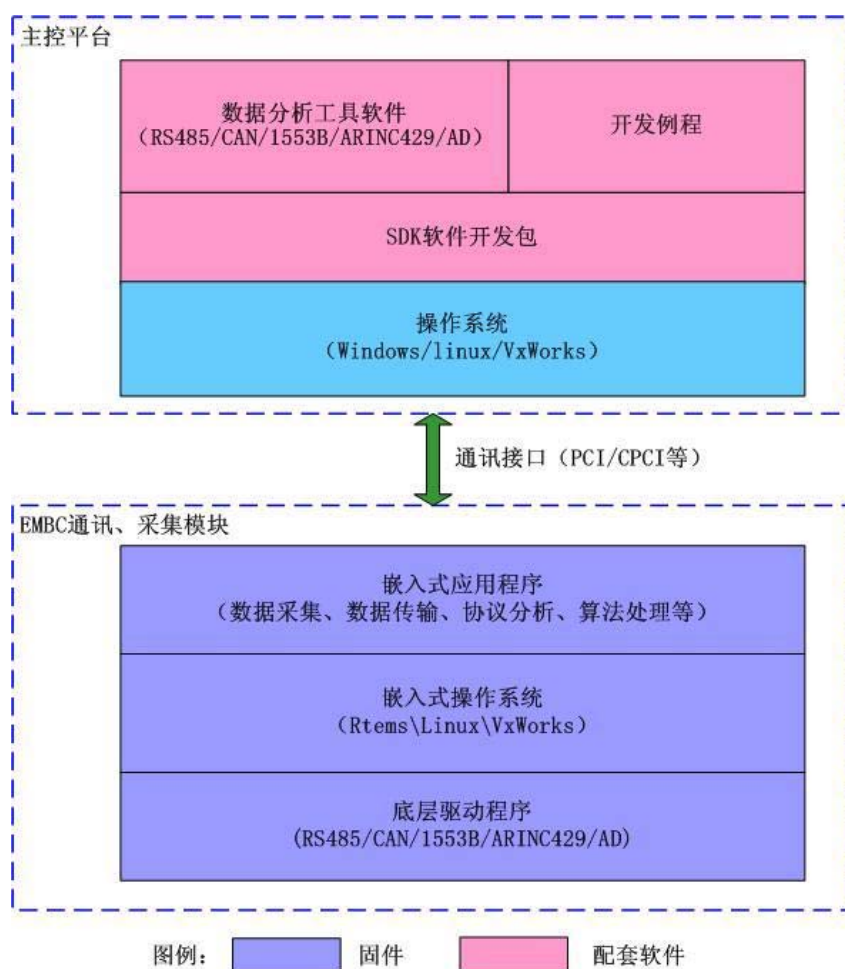 主控平台
数据分析工具软件
（RS485/CAN/1553B/ARINC429/AD）
开发例程
SDK软件开发包
操作系统
（Windows/linux/VxWorks）
通讯接口（PCI/CPCI等）
EMBC通讯、采集模块
嵌入式应用程序
（数据采集、数据传输、协议分析、算法处理等）
嵌入式操作系统
（Rtems\Linux\VxWorks）
底层驱动程序
(RS485/CAN/1553B/ARINC429/AD)
图例：
固件
配套软件